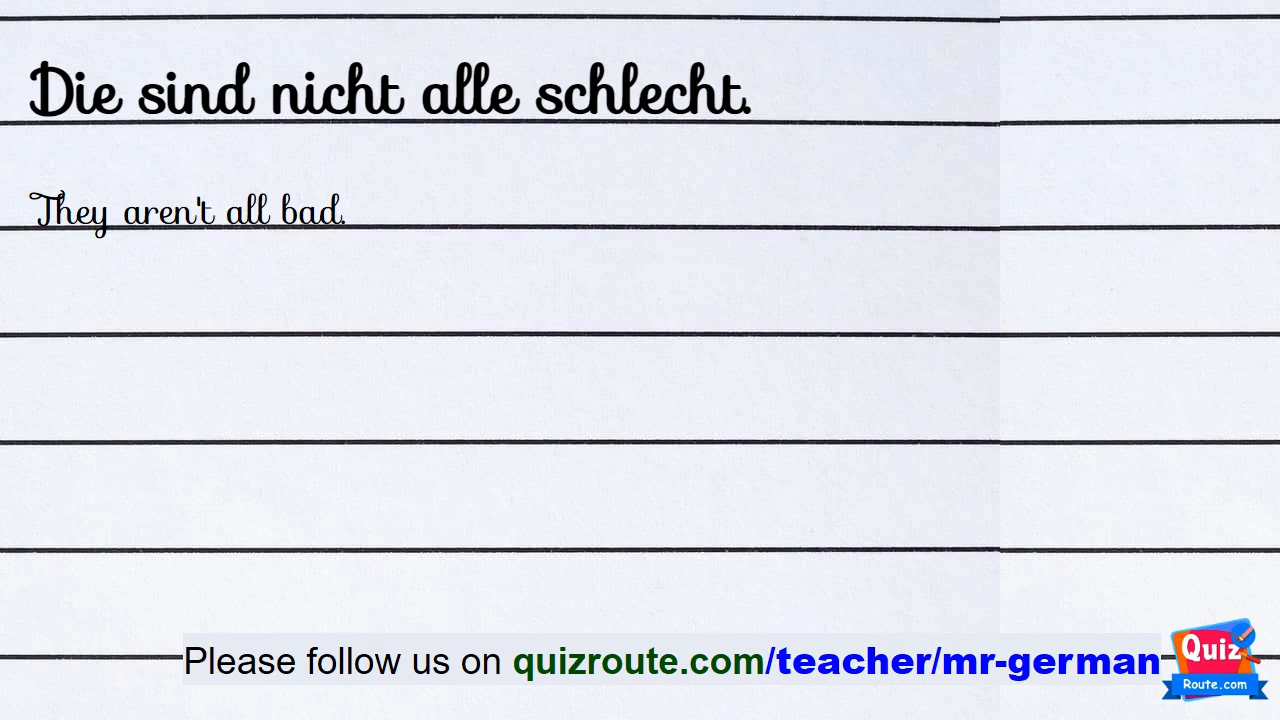 Die sind nicht alle schlecht.
They aren't all bad.
Please follow us on quizroute.com/teacher/mr-german
Quiz
Route.com